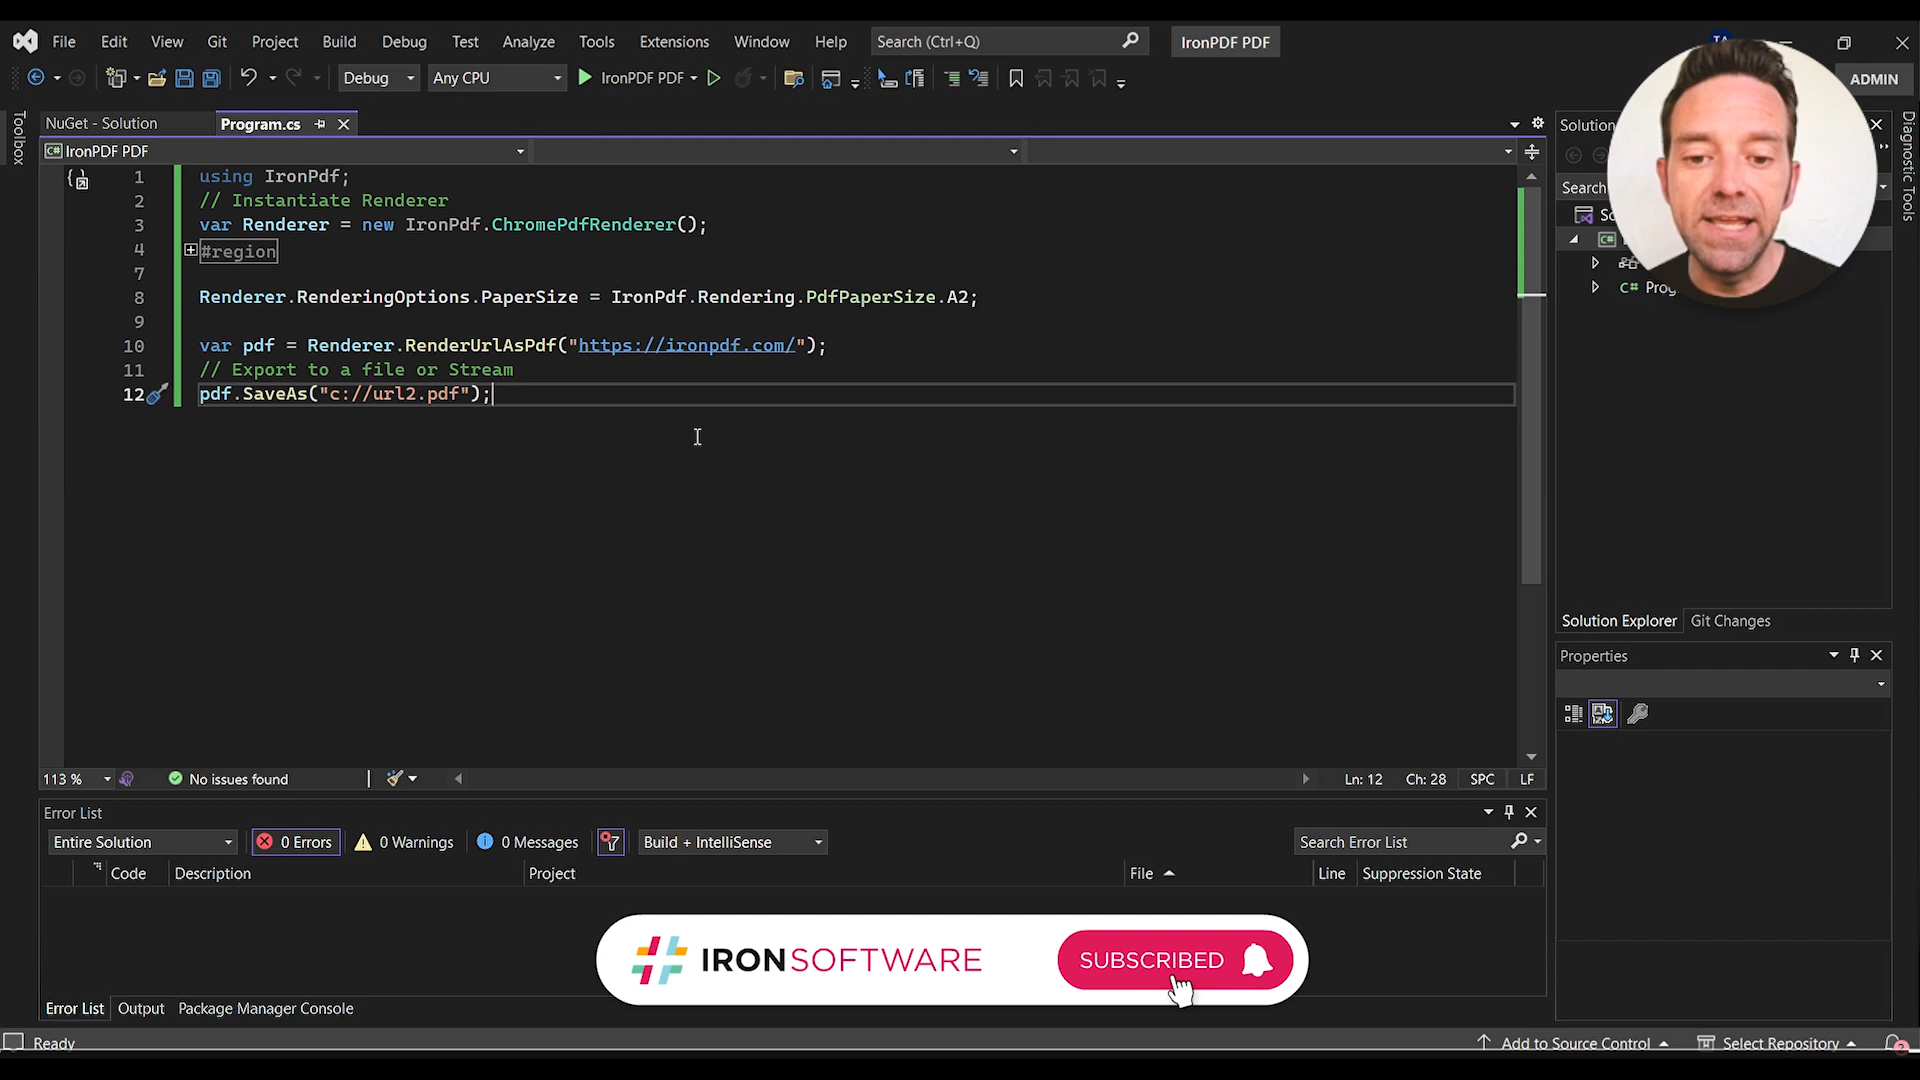 File Edit View Git Project Build Debug Test Analyze Tools Extensions Window Help Search (Ctrl+Q) IronPDF PDF
Debug Any CPU IronPDF PDF ADMIN
Toolbox
NuGet - Solution Program.cs
IronPDF PDF
1 using IronPdf;
2 // Instantiate Renderer
3 var Renderer = new IronPdf.ChromePdfRenderer();
4 #region
7
8 Renderer.RenderingOptions.PaperSize = IronPdf.Rendering.PdfPaperSize.A2;
9
10 var pdf = Renderer.RenderUrlAsPdf("https://ironpdf.com/");
11 // Export to a file or Stream
12 pdf.SaveAs("c://url2.pdf");
113 % No issues found Ln: 12 Ch: 28 SPC LF
Solution
Search
C# Prog
Diagnostic Tools
Solution Explorer Git Changes
Properties
Error List
Entire Solution 0 Errors 0 Warnings 0 Messages Build + IntelliSense Search Error List
Code Description Project File Line Suppression State
IRONSOFTWARE SUBSCRIBED
Error List Output Package Manager Console
Ready Add to Source Control Select Repository